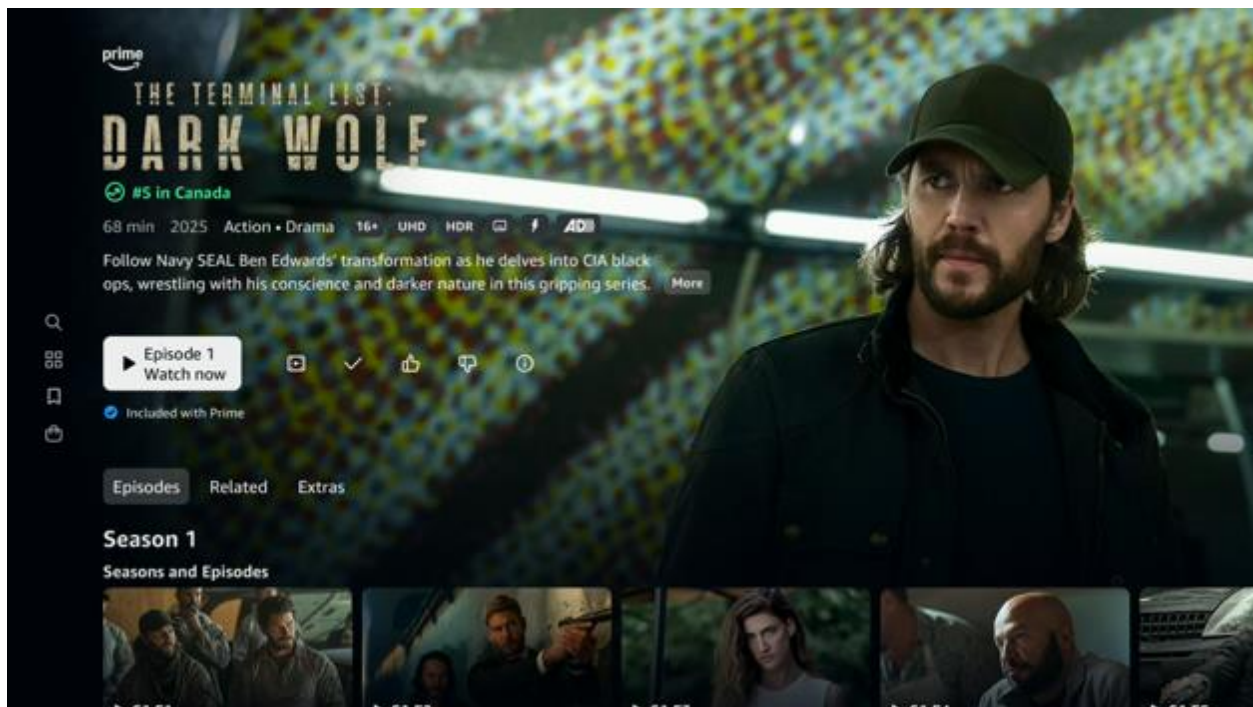 prime
THE TERMINAL LIST:
DARK WOLF
#5 in Canada
68 min 2025 Action • Drama 16+ UHD HDR AD
Follow Navy SEAL Ben Edwards' transformation as he delves into CIA black
ops, wrestling with his conscience and darker nature in this gripping series. More
Episode 1
Watch now
Included with Prime
Episodes Related Extras
Season 1
Seasons and Episodes